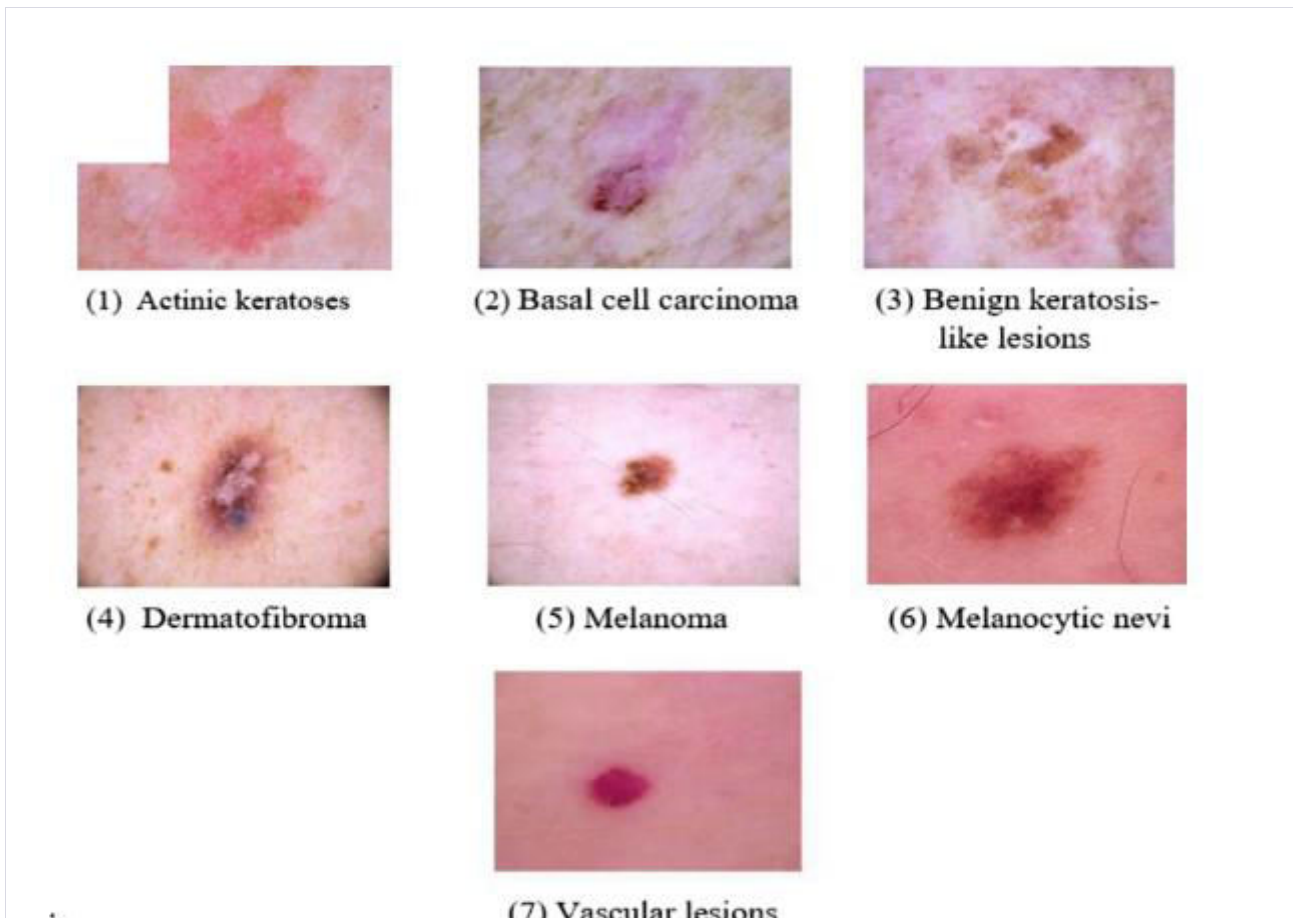 (1) Actinic keratoses
(2) Basal cell carcinoma
(3) Benign keratosis-
like lesions
(4) Dermatofibroma
(5) Melanoma
(6) Melanocytic nevi
(7) Vascular lesions